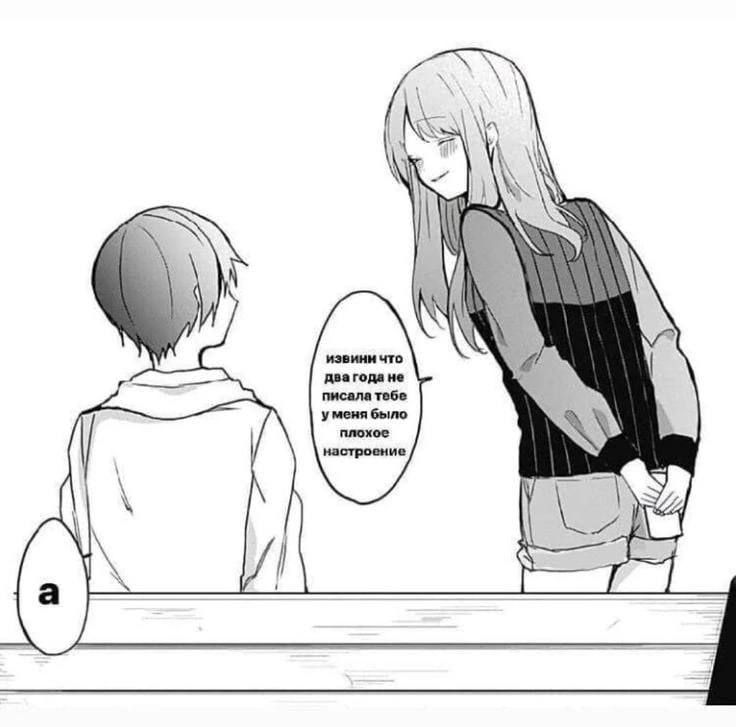 извини что
два года не
писала тебе
у меня было
плохое
настроение
а